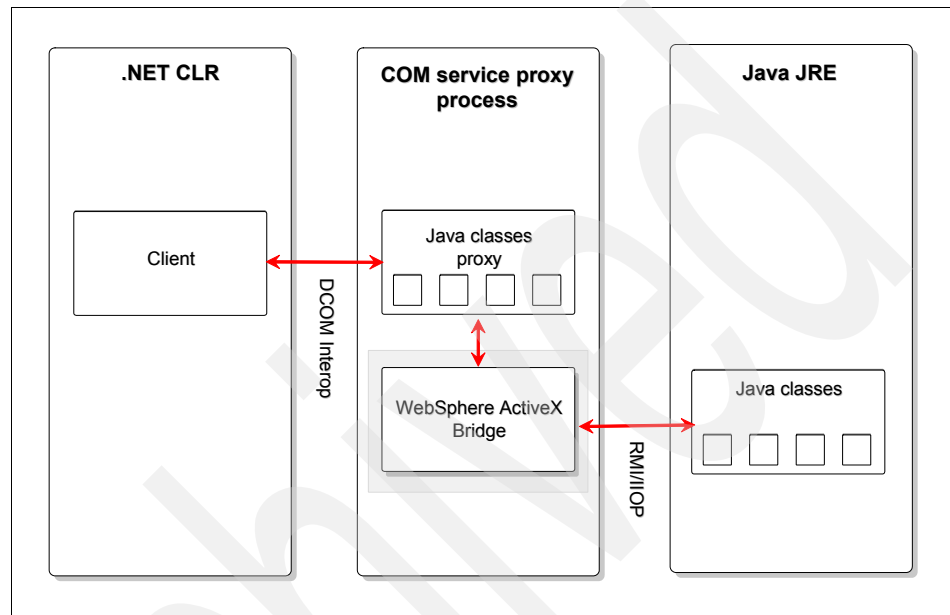 .NET CLR
Client
DCOM Interop
COM service proxy
process
Java classes
proxy
WebSphere ActiveX
Bridge
RMI/IIOP
Java JRE
Java classes
Archived